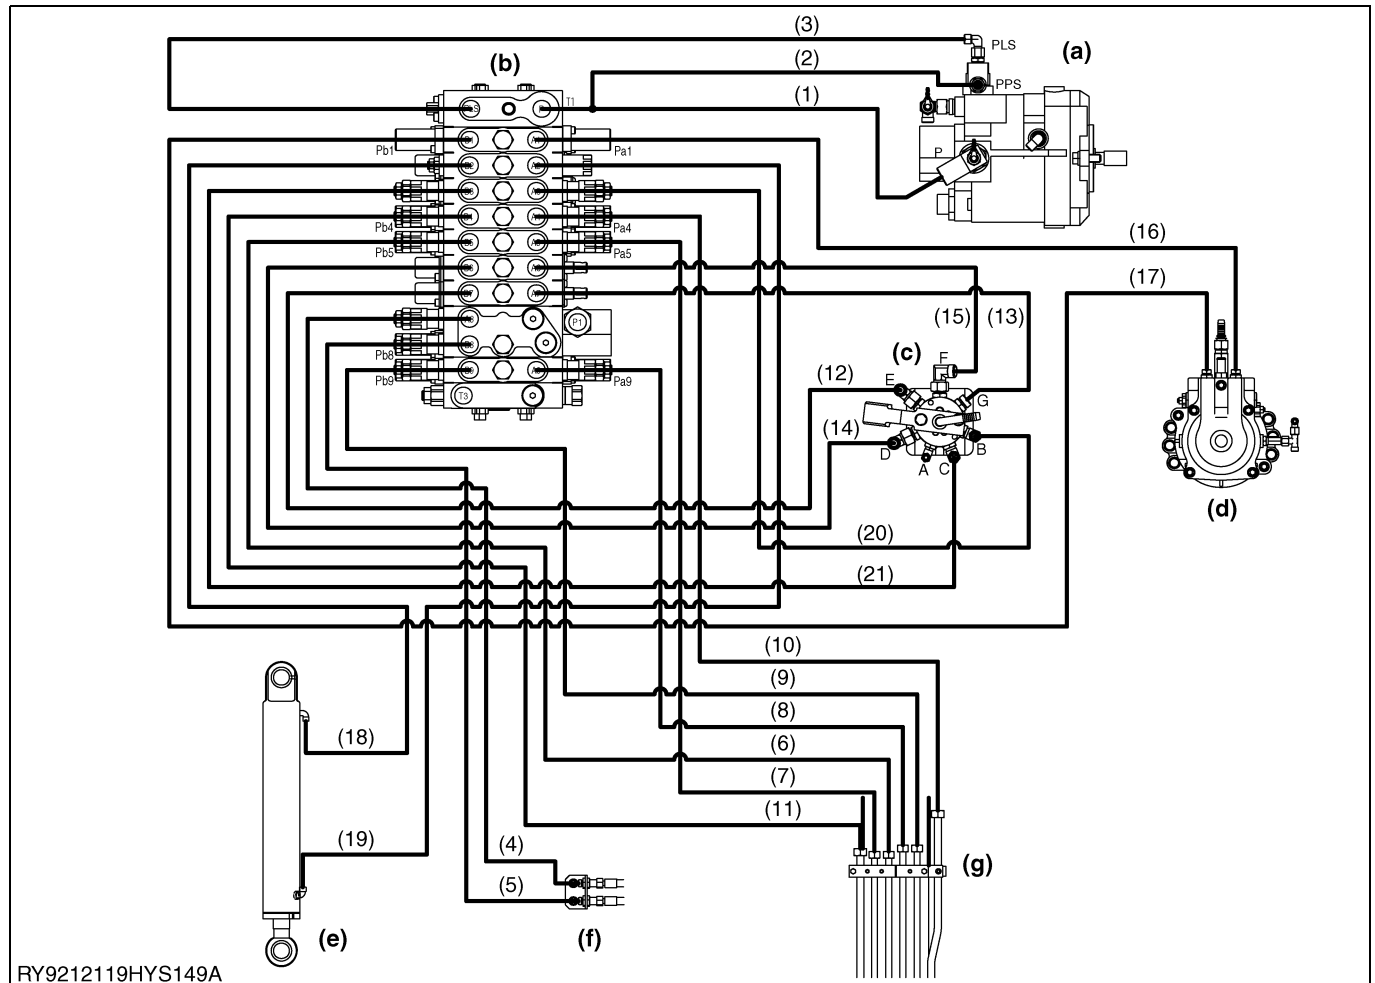 (3)
PLS
(a)
(b)
(2)
PPS
(1)
T1
P
Pb1
Pa1
Pb4
Pa4
Pb5
Pa5
(16)
(17)
P1
(15)
(13)
Pb8
Pb9
Pa9
(c)
F
(12)
E
T3
G
(14)
D
B
A
C
(d)
(20)
(21)
(10)
(9)
(8)
(18)
(6)
(7)
(11)
(19)
(4)
(g)
(5)
(e)
(f)
RY9212119HYS149A